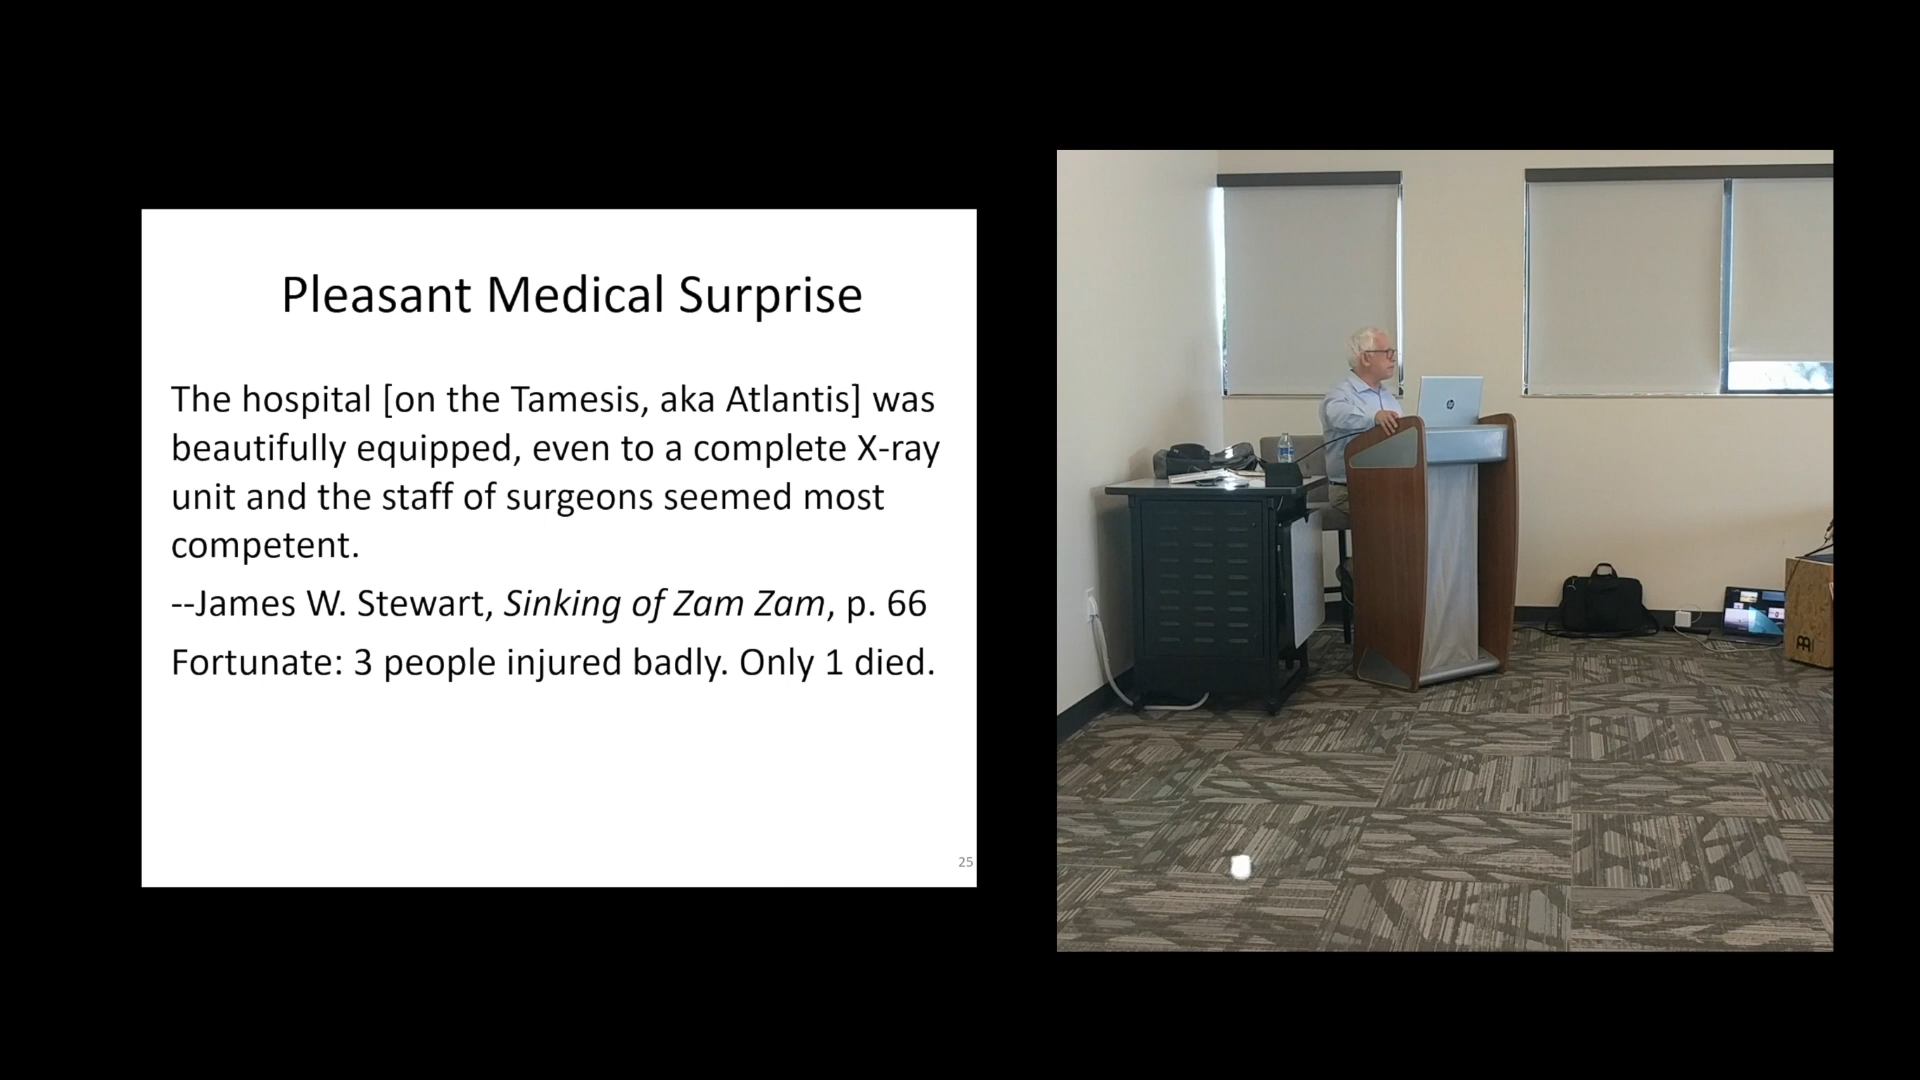 Pleasant Medical Surprise
The hospital [on the Tamesis, aka Atlantis] was
beautifully equipped, even to a complete X-ray
unit and the staff of surgeons seemed most
competent.
--James W. Stewart, Sinking of Zam Zam, p. 66
Fortunate: 3 people injured badly. Only 1 died.
25
hp